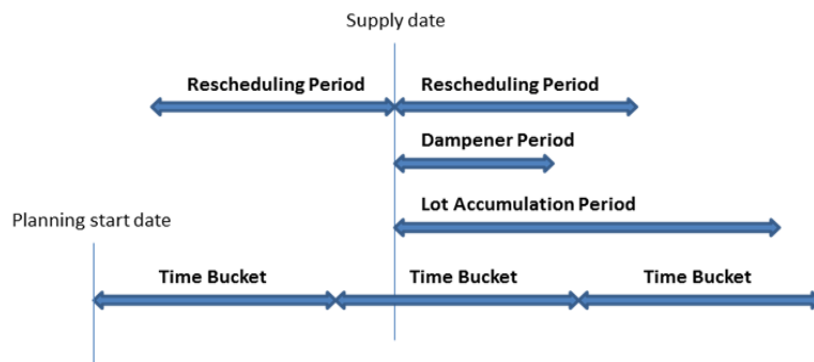 Supply date
Rescheduling Period Rescheduling Period
Dampener Period
Lot Accumulation Period
Planning start date
Time Bucket Time Bucket Time Bucket